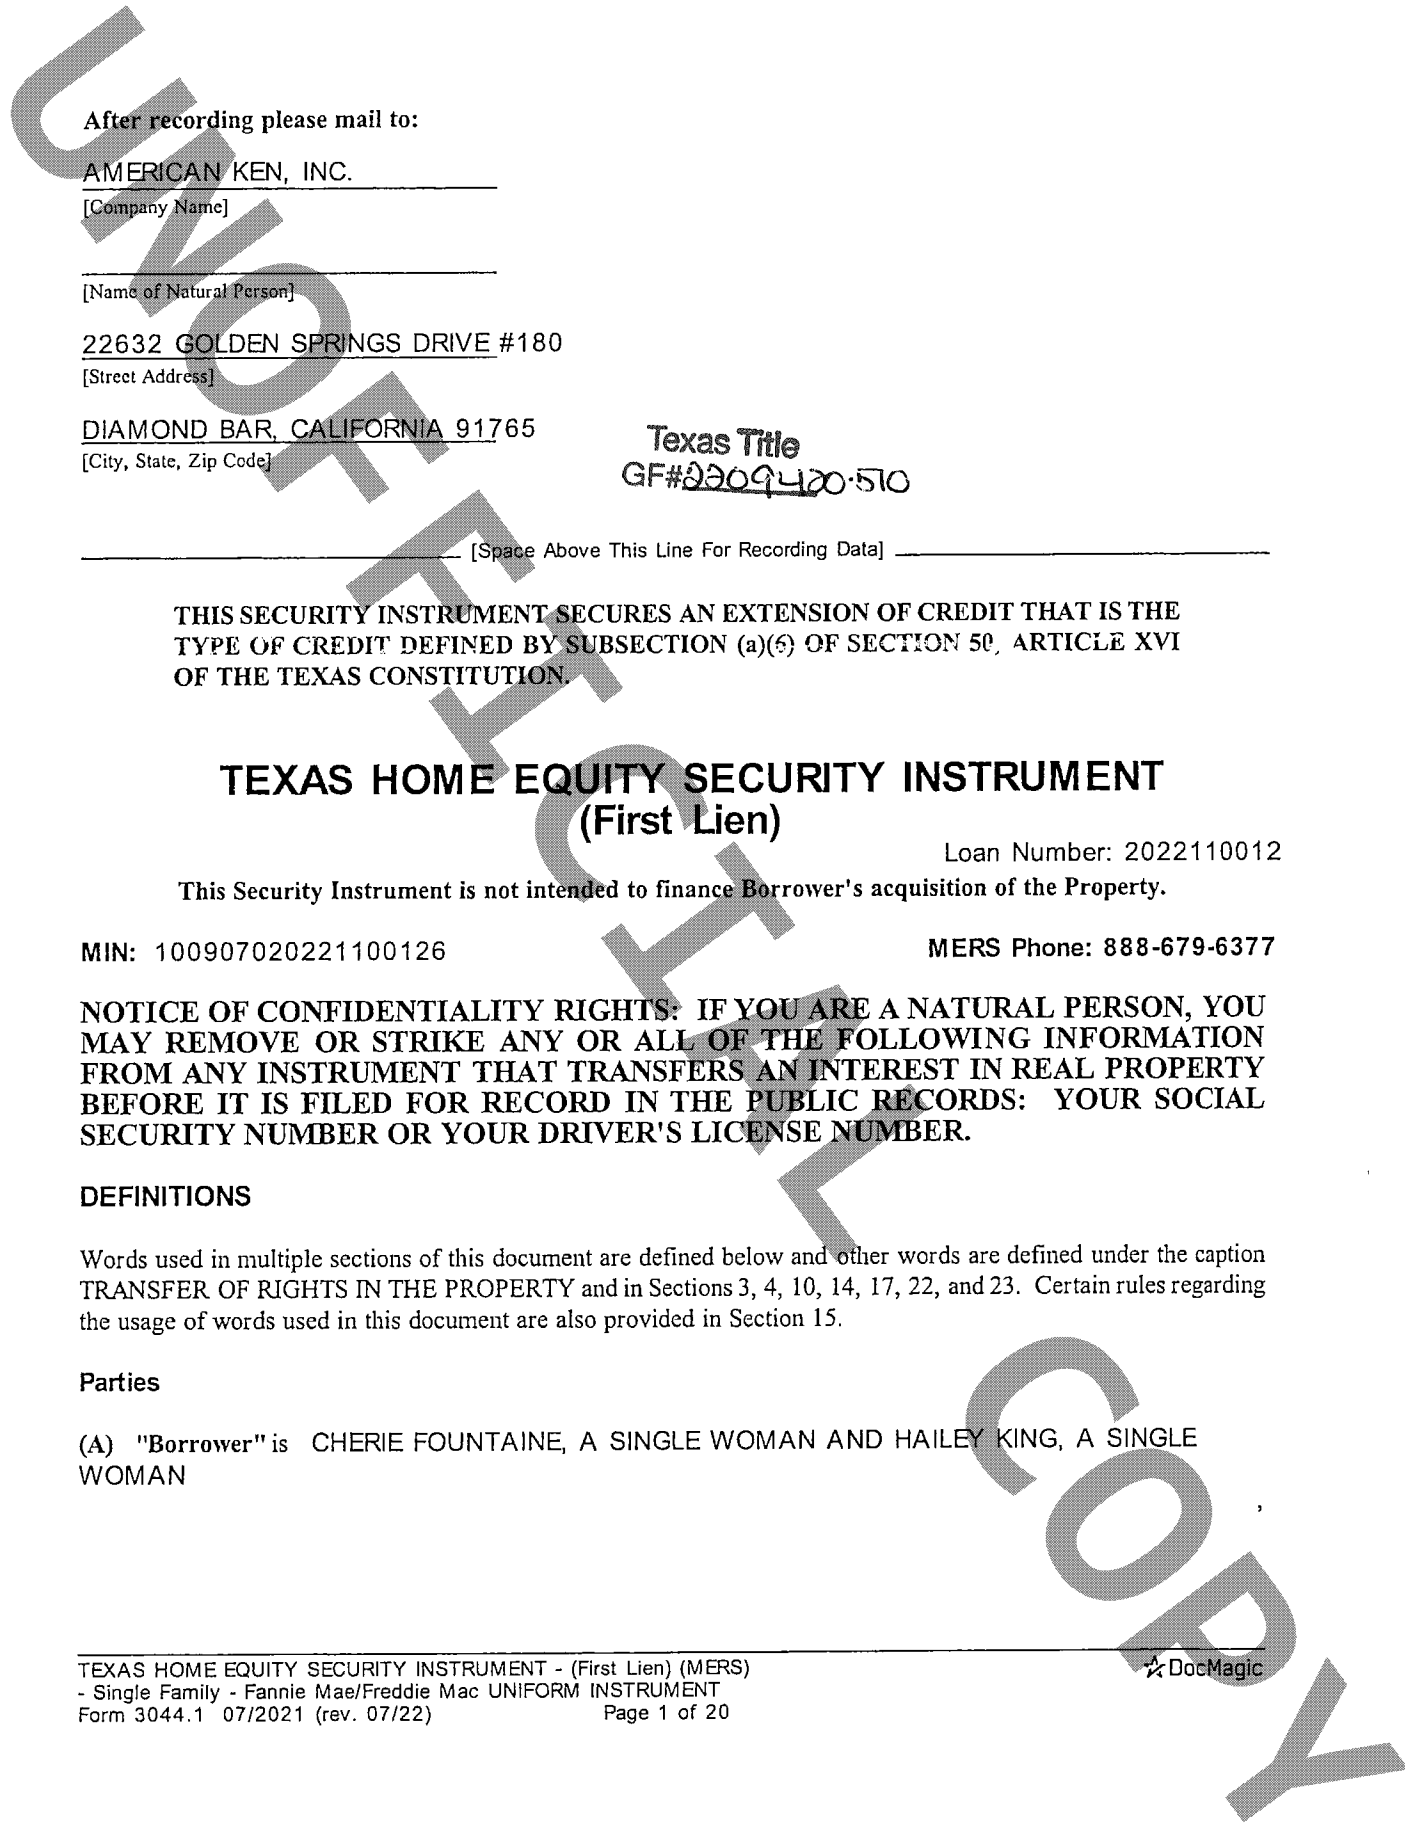 After recording please mail to:
AMERICAN KEN, INC.
[Company Name]
[Name of Natural Person]
22632 GOLDEN SPRINGS DRIVE #180
[Street Address]
DIAMOND BAR, CALIFORNIA 91765
[City, State, Zip Code]
Texas Title
GF#2209420-510
[Space Above This Line For Recording Data]
THIS SECURITY INSTRUMENT SECURES AN EXTENSION OF CREDIT THAT IS THE
TYPE OF CREDIT DEFINED BY SUBSECTION (a)(6) OF SECTION 50, ARTICLE XVI
OF THE TEXAS CONSTITUTION.
TEXAS HOME EQUITY SECURITY INSTRUMENT
(First Lien)
Loan Number: 2022110012
This Security Instrument is not intended to finance Borrower's acquisition of the Property.
MIN: 100907020221100126 MERS Phone: 888-679-6377
NOTICE OF CONFIDENTIALITY RIGHTS: IF YOU ARE A NATURAL PERSON, YOU
MAY REMOVE OR STRIKE ANY OR ALL OF THE FOLLOWING INFORMATION
FROM ANY INSTRUMENT THAT TRANSFERS AN INTEREST IN REAL PROPERTY
BEFORE IT IS FILED FOR RECORD IN THE PUBLIC RECORDS: YOUR SOCIAL
SECURITY NUMBER OR YOUR DRIVER'S LICENSE NUMBER.
DEFINITIONS
Words used in multiple sections of this document are defined below and other words are defined under the caption
TRANSFER OF RIGHTS IN THE PROPERTY and in Sections 3, 4, 10, 14, 17, 22, and 23. Certain rules regarding
the usage of words used in this document are also provided in Section 15.
Parties
(A) "Borrower" is CHERIE FOUNTAINE, A SINGLE WOMAN AND HAILEY KING, A SINGLE
WOMAN
,
TEXAS HOME EQUITY SECURITY INSTRUMENT - (First Lien) (MERS)
- Single Family - Fannie Mae/Freddie Mac UNIFORM INSTRUMENT
Form 3044.1 07/2021 (rev. 07/22) Page 1 of 20
DocMagic
UNOFFICIAL COPY